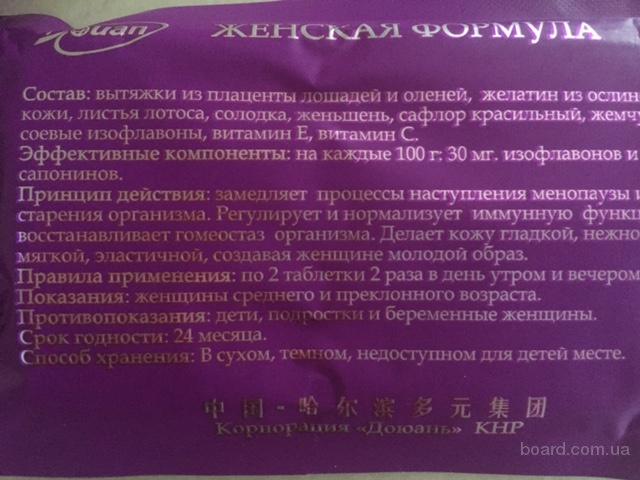 ЖЕНСКАЯ ФОРМУЛА
Состав: вытяжки из плаценты лошадей и оленей, желатин из ослин
кожи, листья лотоса, солодка, женьшень, сафлор красильный, жемчу
соевые изофлавоны, витамин Е, витамин С.
Эффективные компоненты: на каждые 100 г: 30 мг. изофлавонов и
сапонинов.
Принцип действия: замедляет процессы наступления менопаузы и
старения организма. Регулирует и нормализует иммунную функ
восстанавливает гомеостаз организма. Делает кожу гладкой, нежно
мягкой, эластичной, создавая женщине молодой образ.
Правила применения: по 2 таблетки 2 раза в день утром и вечером
Показания: женщины среднего и преклонного возраста.
Противопоказания: дети, подростки и беременные женщины.
Срок годности: 24 месяца.
Способ хранения: В сухом, темном, недоступном для детей месте.
中国-哈尔滨多元集团
Корпорация «Доюань» КНР
board.com.ua